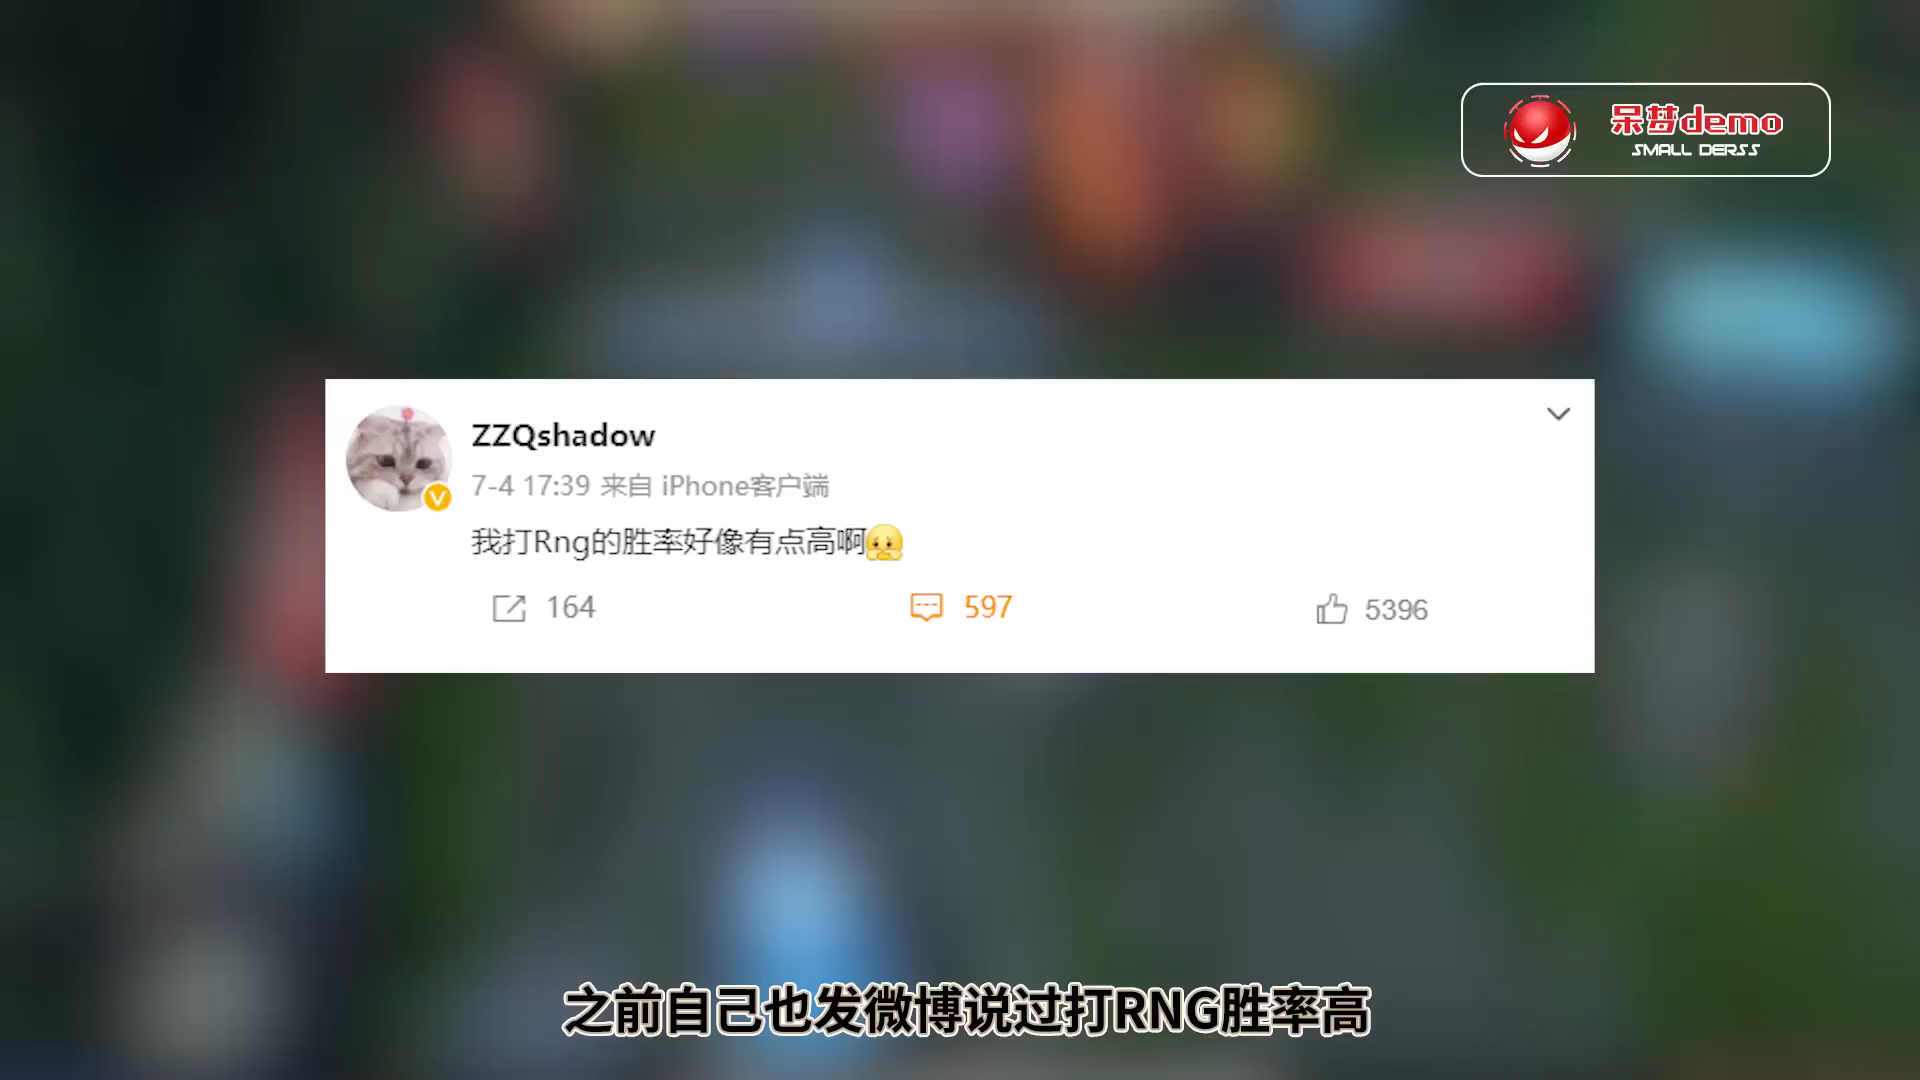 呆梦demo
SMALL DERSS
ZZQshadow
7-4 17:39 来自 iPhone客户端
我打Rng的胜率好像有点高啊
164
597
5396
之前自己也发微博说过打RNG胜率高